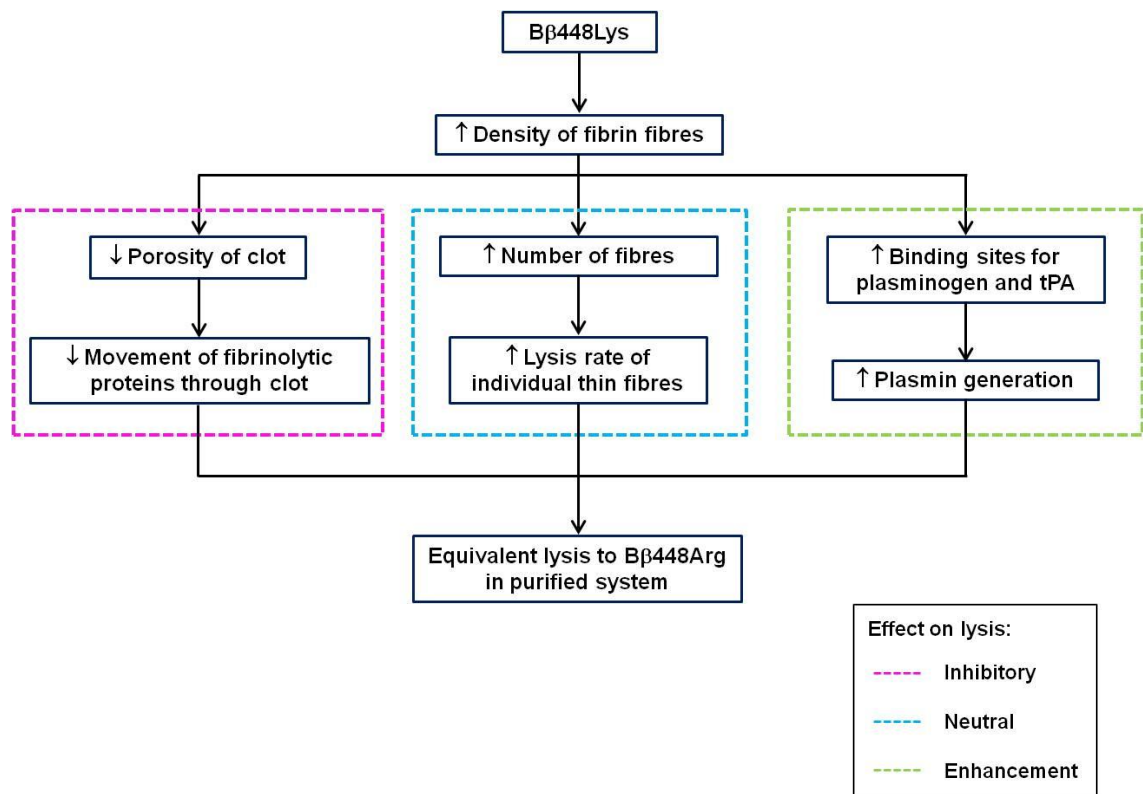 Bβ448Lys
↑ Density of fibrin fibres
↓ Porosity of clot
↓ Movement of fibrinolytic
proteins through clot
↑ Number of fibres
↑ Lysis rate of
individual thin fibres
↑ Binding sites for
plasminogen and tPA
↑ Plasmin generation
Equivalent lysis to Bβ448Arg
in purified system
Effect on lysis:
Inhibitory
Neutral
Enhancement